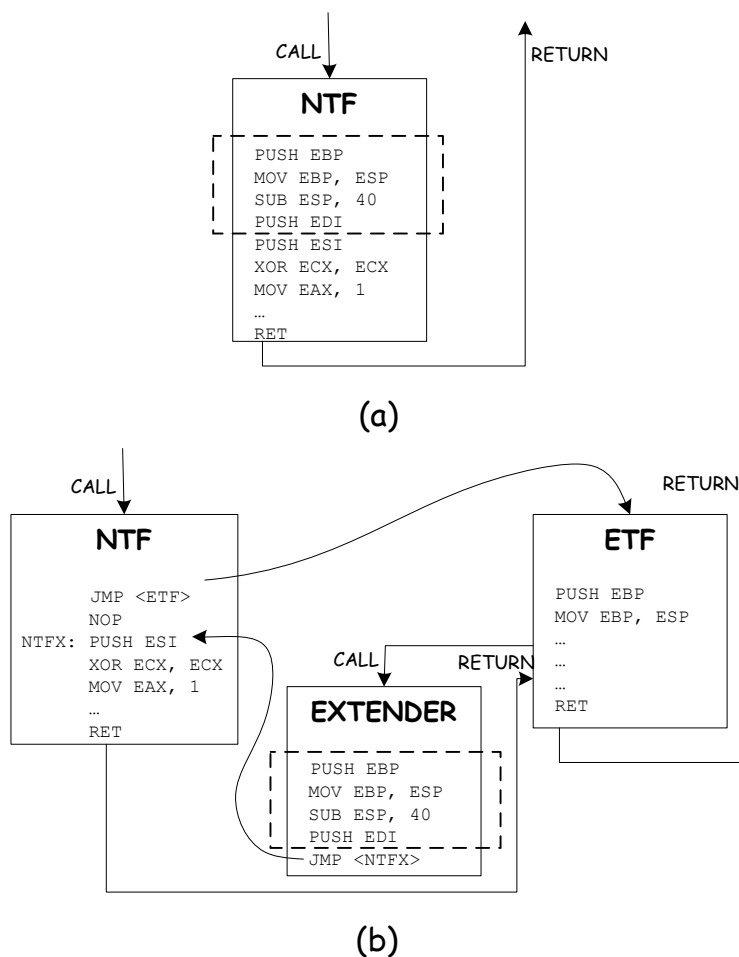 CALL
RETURN
NTF
PUSH EBP
MOV EBP, ESP
SUB ESP, 40
PUSH EDI
PUSH ESI
XOR ECX, ECX
MOV EAX, 1
…
RET
(a)
CALL
RETURN
NTF
JMP <ETF>
NOP
NTFX: PUSH ESI
XOR ECX, ECX
MOV EAX, 1
…
RET
ETF
PUSH EBP
MOV EBP, ESP
…
…
…
RET
CALL
RETURN
EXTENDER
PUSH EBP
MOV EBP, ESP
SUB ESP, 40
PUSH EDI
JMP <NTFX>
(b)